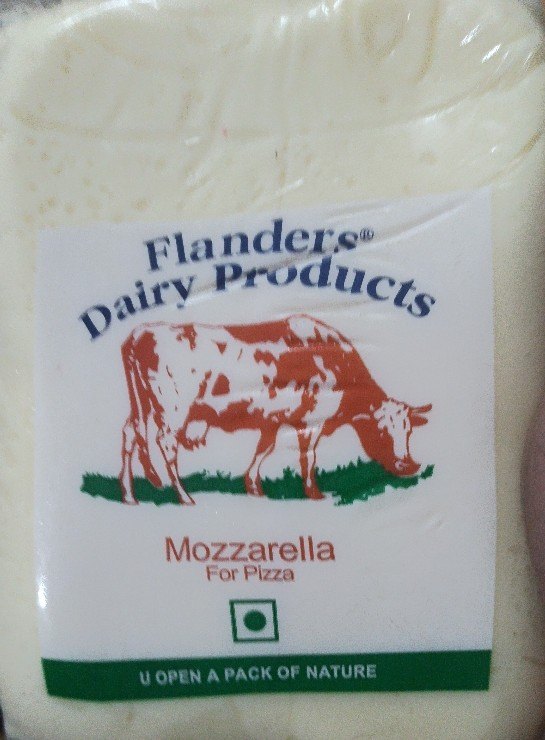 Flanders®
Dairy Products
Mozzarella
For Pizza
U OPEN A PACK OF NATURE